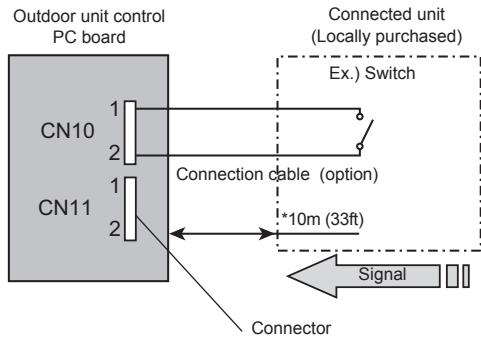 Outdoor unit control
PC board
Connected unit
(Locally purchased)
Ex.) Switch
1
CN10
2
Connection cable (option)
1
CN11
2
*10m (33ft)
Signal
Connector